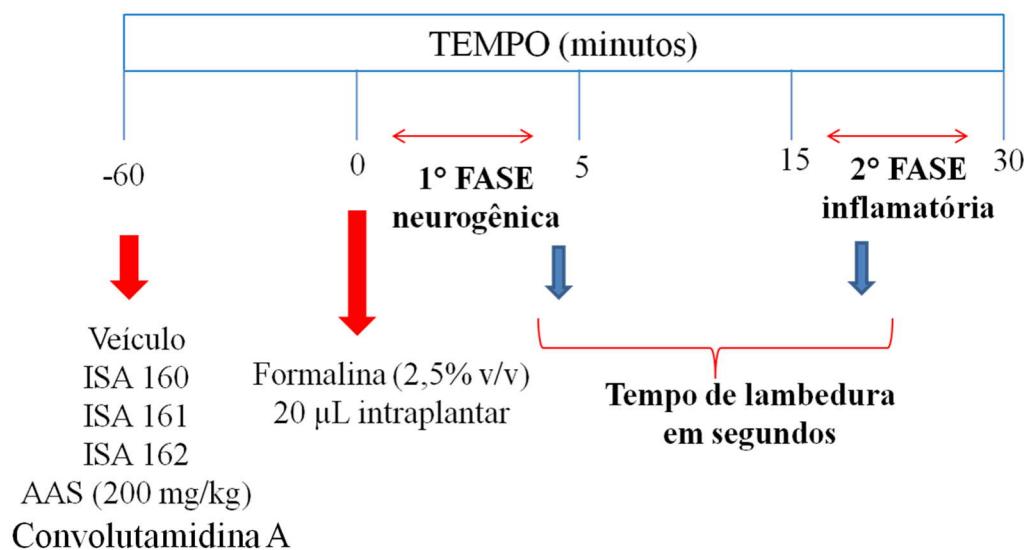 TEMPO (minutos)
-60
0
5
15
30
1° FASE
neurogênica
2° FASE
inflamatória
Veículo
ISA 160
ISA 161
ISA 162
AAS (200 mg/kg)
Convolutamidina A
Formalina (2,5% v/v)
20 µL intraplantar
Tempo de lambedura
em segundos